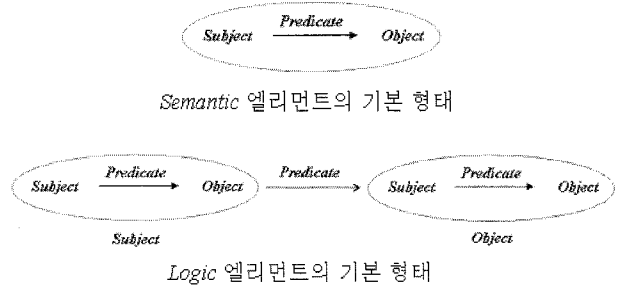 Predicate
Subject Object
Semantic 엘리먼트의 기본 형태
Predicate Predicate Predicate
Subject Object Subject Object
Subject Object
Logic 엘리먼트의 기본 형태